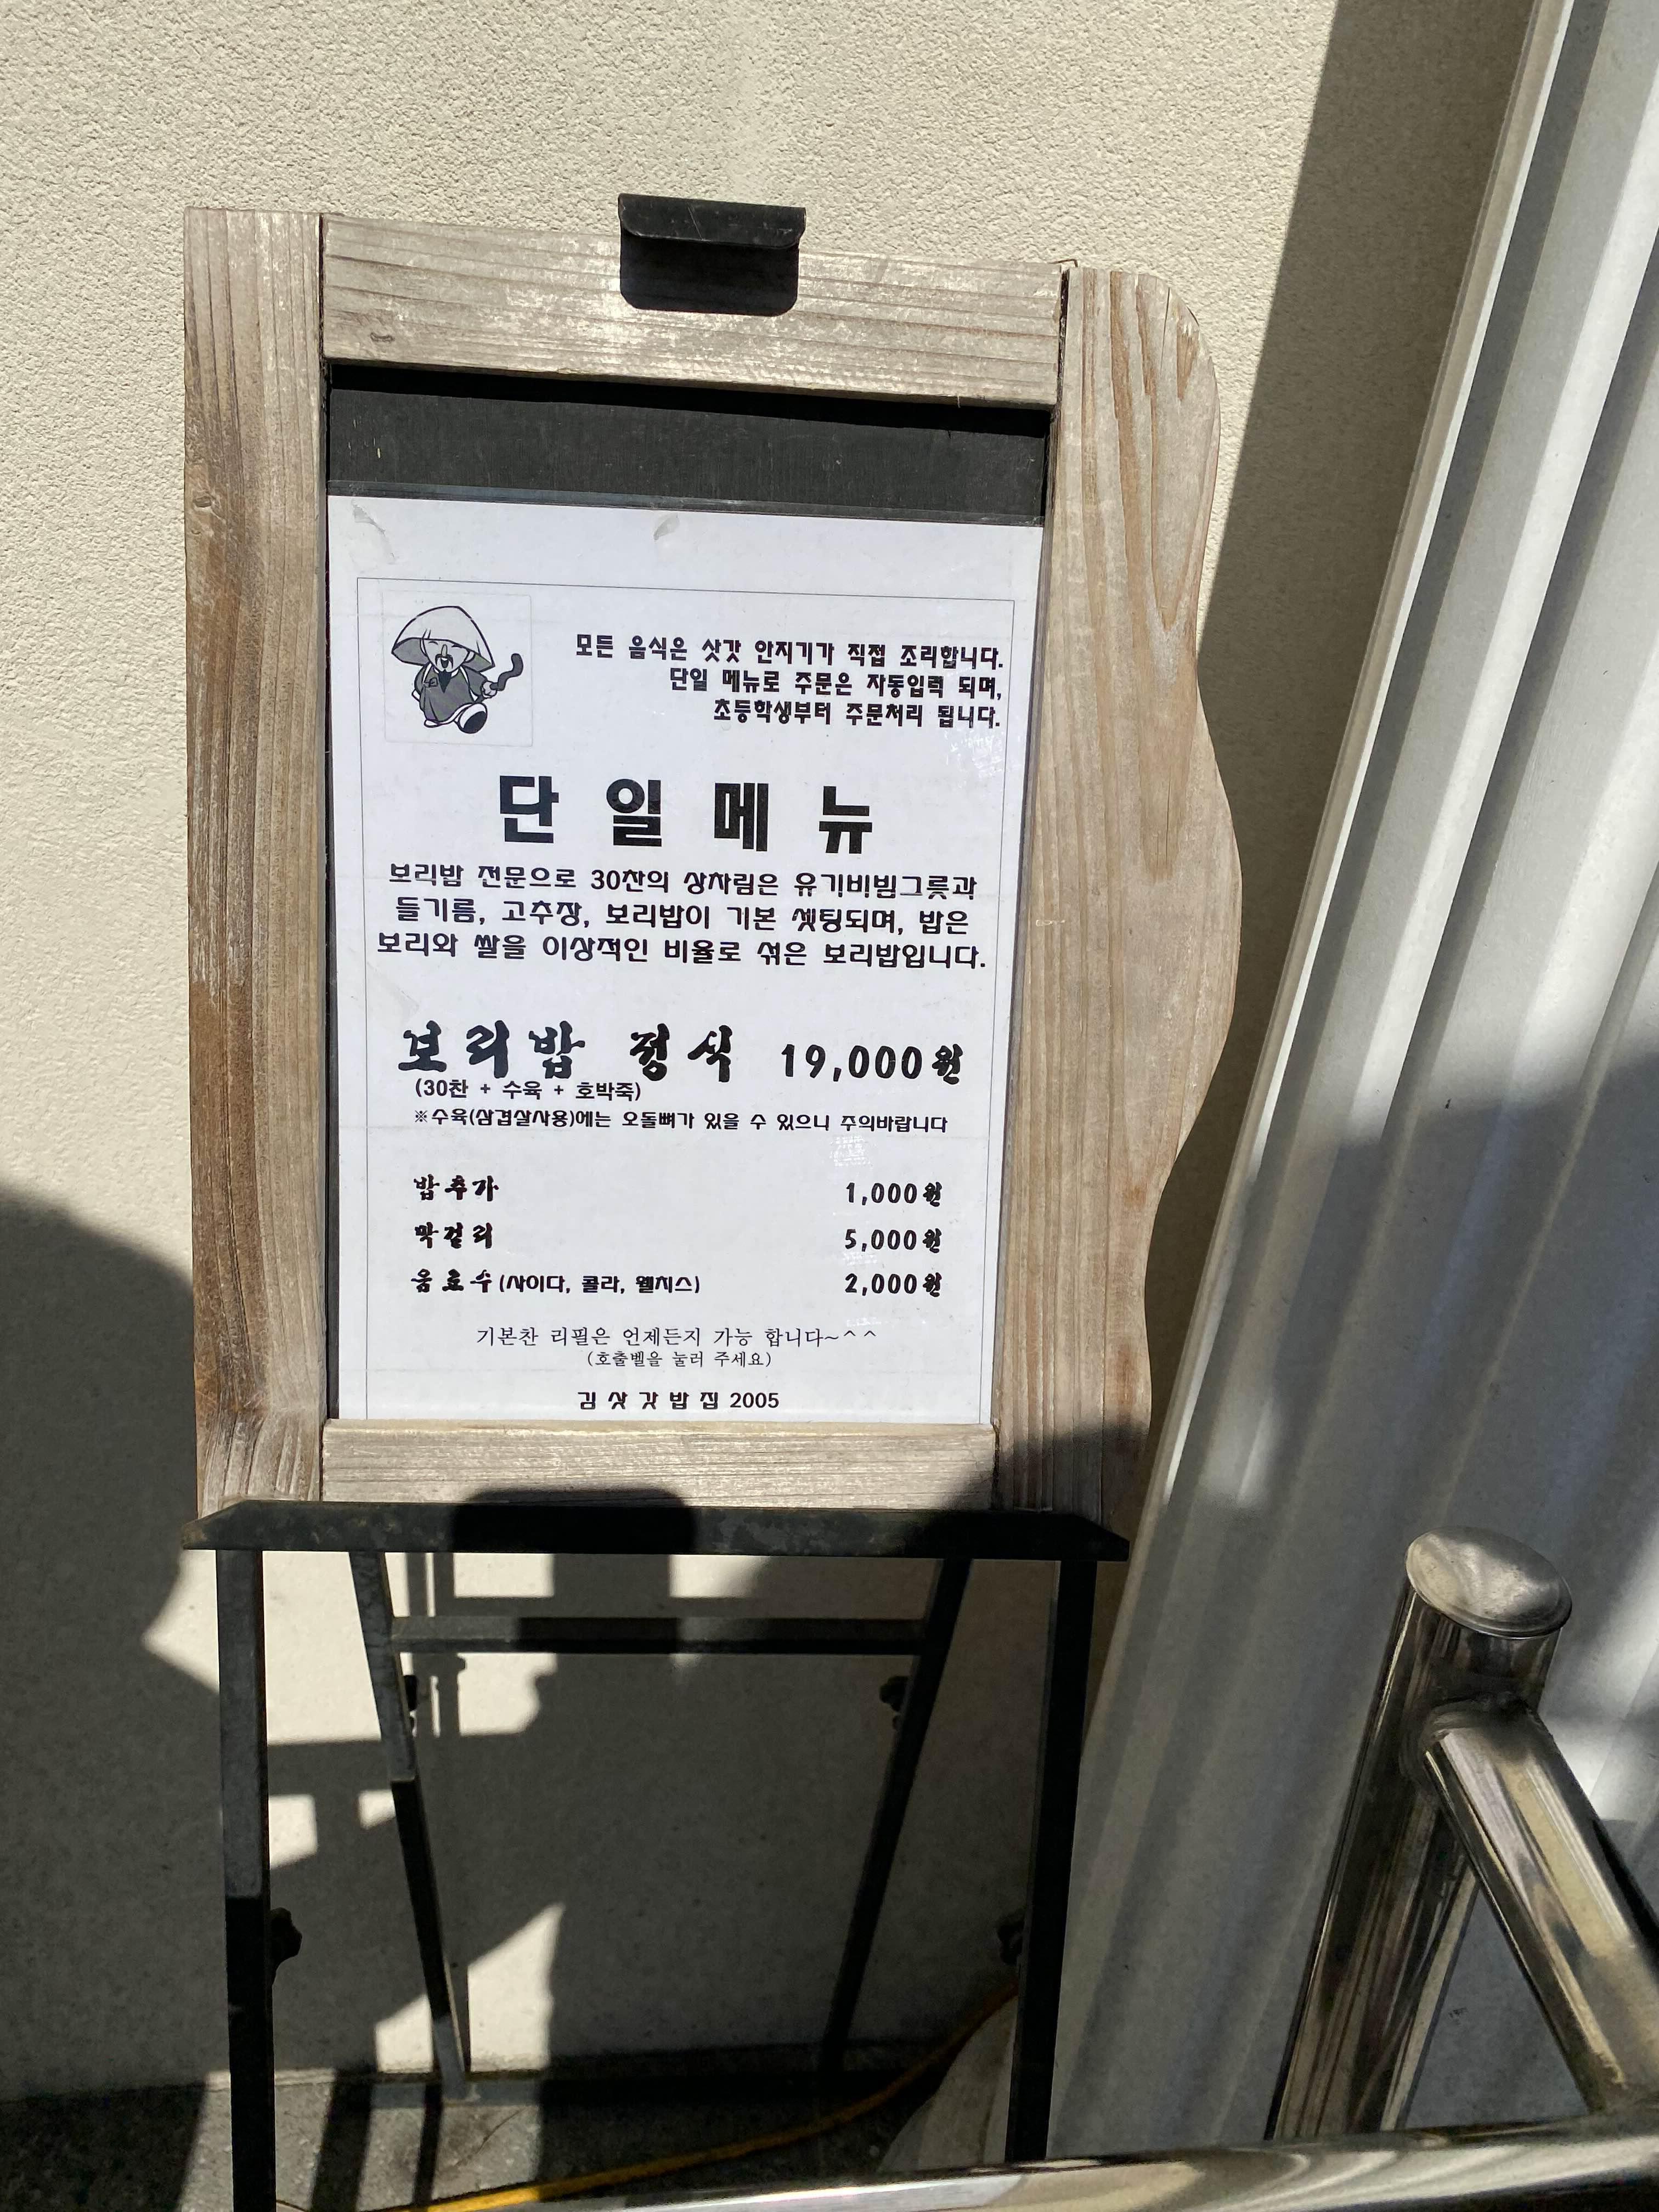 모든 음식은 삿갓 안지기가 직접 조리합니다.
단일 메뉴로 주문은 자동입력 되며,
초등학생부터 주문처리 됩니다.
단 일 메 뉴
보리밥 전문으로 30찬의 상차림은 유기비빔그릇과
들기름, 고추장, 보리밥이 기본 셋팅되며, 밥은
보리와 쌀을 이상적인 비율로 섞은 보리밥입니다.
보리밥 정식 19,000원
(30찬 + 수육 + 호박죽)
※수육(삼겹살사용)에는 오돌뼈가 있을 수 있으니 주의바랍니다
밥추가 1,000원
막걸리 5,000원
음료수(사이다, 콜라, 웰치스) 2,000원
기본찬 리필은 언제든지 가능 합니다~^^
(호출벨을 눌러 주세요)
김삿갓밥집 2005